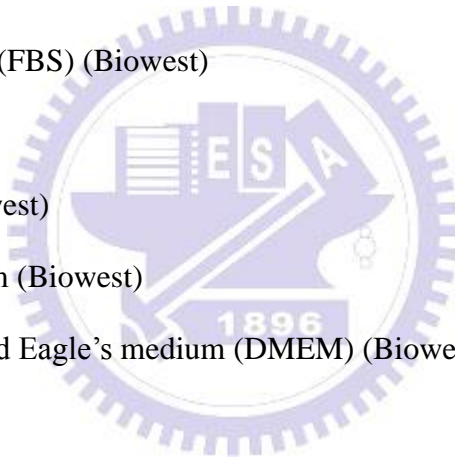 (FBS) (Biowest)
E S A
est)
n (Biowest)
1896
d Eagle's medium (DMEM) (Biowe